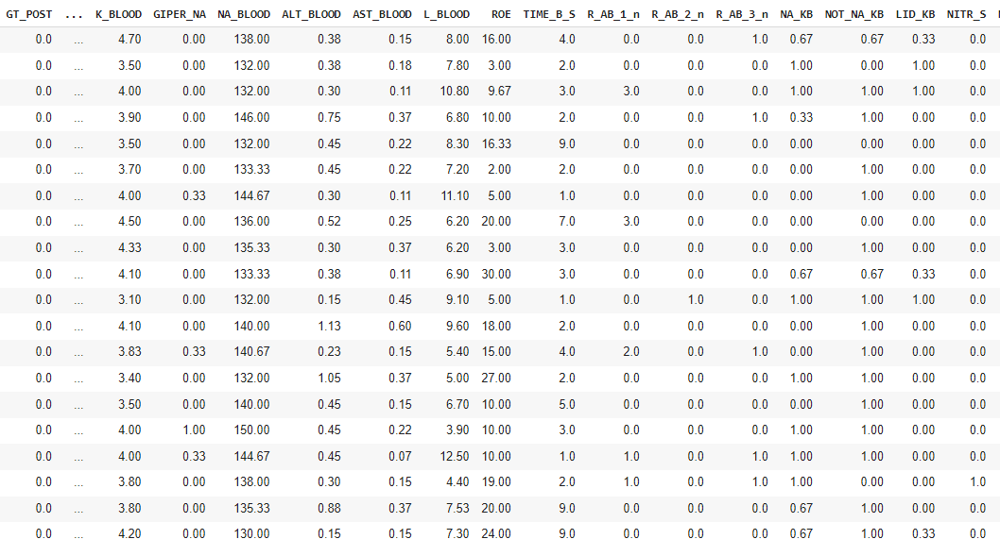 GT_POST ... K_BLOOD GIPER_NA NA_BLOOD ALT_BLOOD AST_BLOOD L_BLOOD ROE TIME_B_S R_AB_1_n R_AB_2_n R_AB_3_n NA_KB NOT_NA_KB LID_KB NITR_S
0.0 ... 4.70 0.00 138.00 0.38 0.15 8.00 16.00 4.0 0.0 0.0 1.0 0.67 0.67 0.33 0.0
0.0 ... 3.50 0.00 132.00 0.38 0.18 7.80 3.00 2.0 0.0 0.0 0.0 1.00 0.00 1.00 0.0
0.0 ... 4.00 0.00 132.00 0.30 0.11 10.80 9.67 3.0 3.0 0.0 0.0 1.00 1.00 1.00 0.0
0.0 ... 3.90 0.00 146.00 0.75 0.37 6.80 10.00 2.0 0.0 0.0 1.0 0.33 1.00 0.00 0.0
0.0 ... 3.50 0.00 132.00 0.45 0.22 8.30 16.33 9.0 0.0 0.0 0.0 0.00 0.00 0.00 0.0
0.0 ... 3.70 0.00 133.33 0.45 0.22 7.20 2.00 2.0 0.0 0.0 0.0 0.00 1.00 0.00 0.0
0.0 ... 4.00 0.33 144.67 0.30 0.11 11.10 5.00 1.0 0.0 0.0 0.0 0.00 1.00 0.00 0.0
0.0 ... 4.50 0.00 136.00 0.52 0.25 6.20 20.00 7.0 3.0 0.0 0.0 0.00 0.00 0.00 0.0
0.0 ... 4.33 0.00 135.33 0.30 0.37 6.20 3.00 3.0 0.0 0.0 0.0 0.00 1.00 0.00 0.0
0.0 ... 4.10 0.00 133.33 0.38 0.11 6.90 30.00 3.0 0.0 0.0 0.0 0.67 0.67 0.33 0.0
0.0 ... 3.10 0.00 132.00 0.15 0.45 9.10 5.00 1.0 0.0 1.0 0.0 1.00 1.00 1.00 0.0
0.0 ... 4.10 0.00 140.00 1.13 0.60 9.60 18.00 2.0 0.0 0.0 0.0 0.00 1.00 0.00 0.0
0.0 ... 3.83 0.33 140.67 0.23 0.15 5.40 15.00 4.0 2.0 0.0 1.0 0.00 1.00 0.00 0.0
0.0 ... 3.40 0.00 132.00 1.05 0.37 5.00 27.00 2.0 0.0 0.0 0.0 1.00 1.00 0.00 0.0
0.0 ... 3.50 0.00 140.00 0.45 0.15 6.70 10.00 5.0 0.0 0.0 0.0 0.00 1.00 0.00 0.0
0.0 ... 4.00 1.00 150.00 0.45 0.22 3.90 10.00 3.0 0.0 0.0 0.0 1.00 1.00 0.00 0.0
0.0 ... 4.00 0.33 144.67 0.45 0.07 12.50 10.00 1.0 1.0 0.0 1.0 1.00 1.00 0.00 0.0
0.0 ... 3.80 0.00 138.00 0.30 0.15 4.40 19.00 2.0 1.0 0.0 1.0 1.00 0.00 0.00 1.0
0.0 ... 3.80 0.00 135.33 0.88 0.37 7.53 20.00 9.0 0.0 0.0 0.0 0.67 1.00 0.00 0.0
0.0 ... 4.20 0.00 130.00 0.15 0.15 7.30 24.00 9.0 0.0 0.0 0.0 0.67 1.00 0.33 0.0